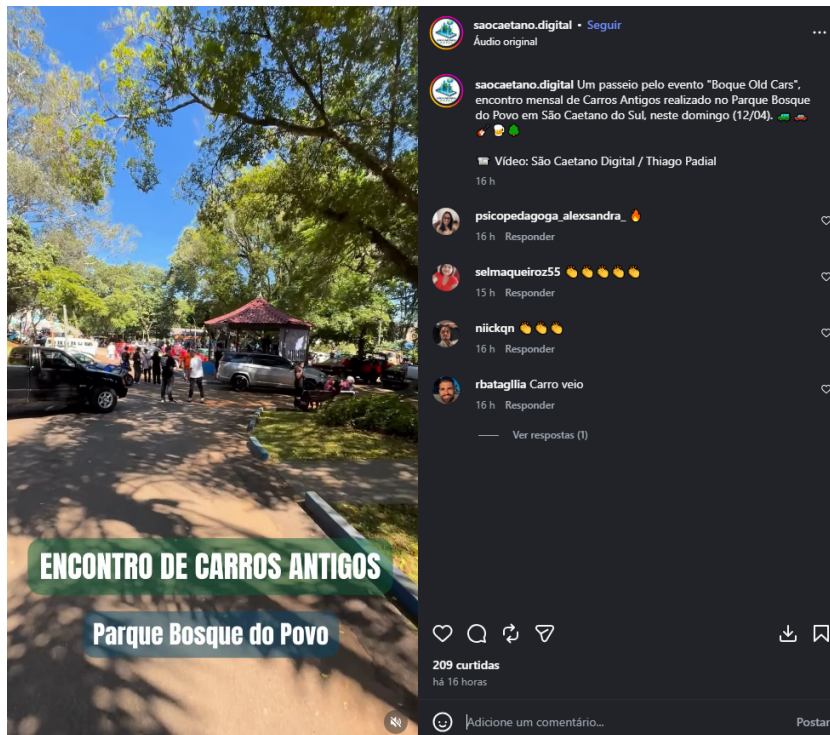 ENCONTRO DE CARROS ANTIGOS
Parque Bosque do Povo
saocaetano.digital • Seguir
Áudio original
saocaetano.digital Um passeio pelo evento "Boque Old Cars",
encontro mensal de Carros Antigos realizado no Parque Bosque
do Povo em São Caetano do Sul, neste domingo (12/04). 🚙 🚗
🎸 🍺 🌳
📽 Vídeo: São Caetano Digital / Thiago Padial
16 h
psicopedagoga_alexsandra_ 🔥
16 h Responder
selmaqueiroz55 👏👏👏👏👏
15 h Responder
niickqn 👏👏👏
16 h Responder
rbatagllia Carro veio
16 h Responder
Ver respostas (1)
209 curtidas
há 16 horas
Adicione um comentário...
Postar